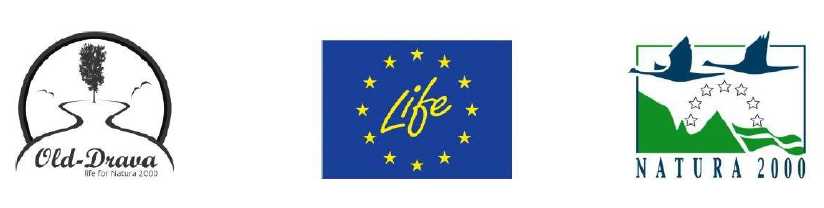 Old-Drava
life for Natura 2000
Life
NATURA 2000